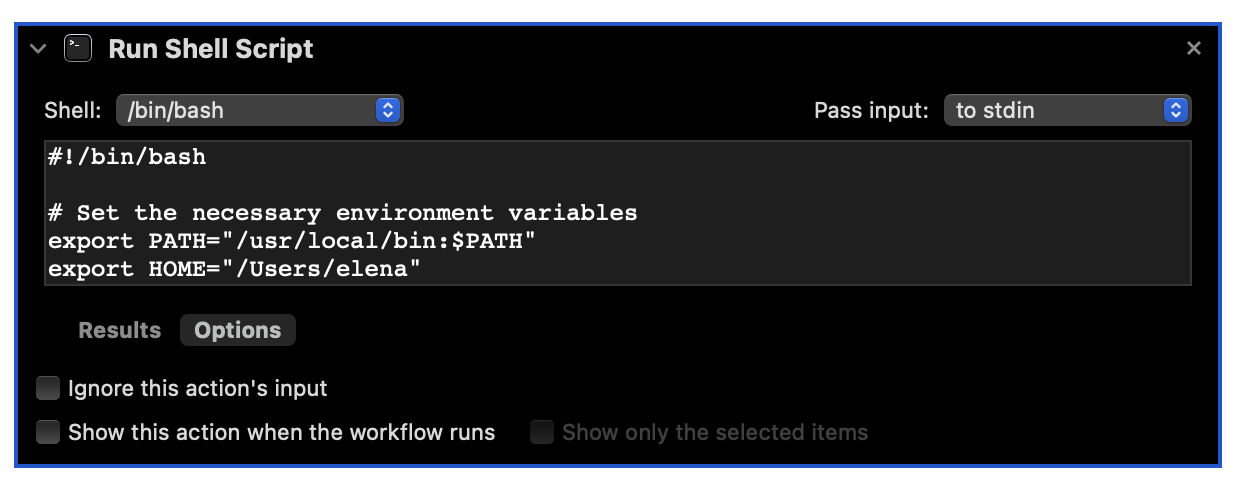 Run Shell Script
Shell: /bin/bash Pass input: to stdin
#!/bin/bash

# Set the necessary environment variables
export PATH="/usr/local/bin:$PATH"
export HOME="/Users/elena"
Results Options
Ignore this action's input
Show this action when the workflow runs Show only the selected items